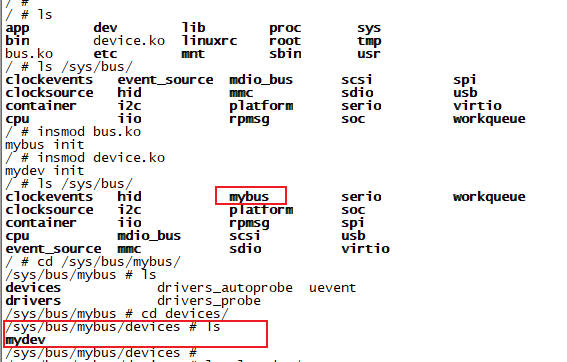 / #
/ # ls
app dev lib proc sys
bin device.ko linuxrc root tmp
bus.ko etc mnt sbin usr
/ # ls /sys/bus/
clockevents event_source mdio_bus scsi spi
clocksource hid mmc sdio usb
container i2c platform serio virtio
cpu iio rpmsg soc workqueue
/ # insmod bus.ko
mybus init
/ # insmod device.ko
mydev init
/ # ls /sys/bus/
clockevents hid mybus serio workqueue
clocksource i2c platform soc
container iio rpmsg spi
cpu mdio_bus scsi usb
event_source mmc sdio virtio
/ # cd /sys/bus/mybus/
/sys/bus/mybus # ls
devices drivers_autoprobe uevent
drivers drivers_probe
/sys/bus/mybus # cd devices/
/sys/bus/mybus/devices # ls
mydev
/sys/bus/mybus/devices #